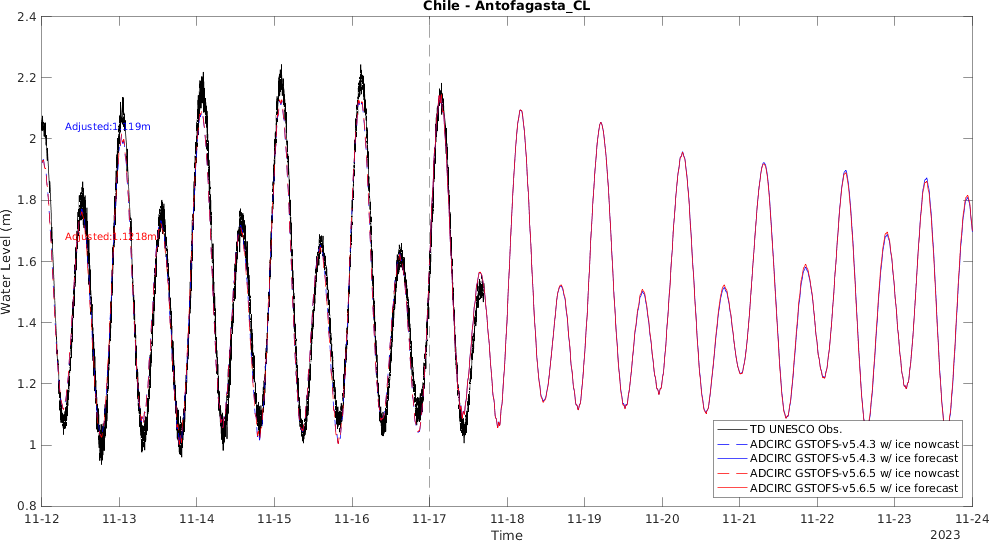 Chile - Antofagasta_CL
2.4
2.2
2
1.8
1.6
1.4
1.2
1
0.8
Water Level (m)
Adjusted:1.119m
Adjusted:1.1218m
TD UNESCO Obs.
ADCIRC GSTOFS-v5.4.3 w/ ice nowcast
ADCIRC GSTOFS-v5.4.3 w/ ice forecast
ADCIRC GSTOFS-v5.6.5 w/ ice nowcast
ADCIRC GSTOFS-v5.6.5 w/ ice forecast
11-12 11-13 11-14 11-15 11-16 11-17 11-18 11-19 11-20 11-21 11-22 11-23 11-24
Time
2023